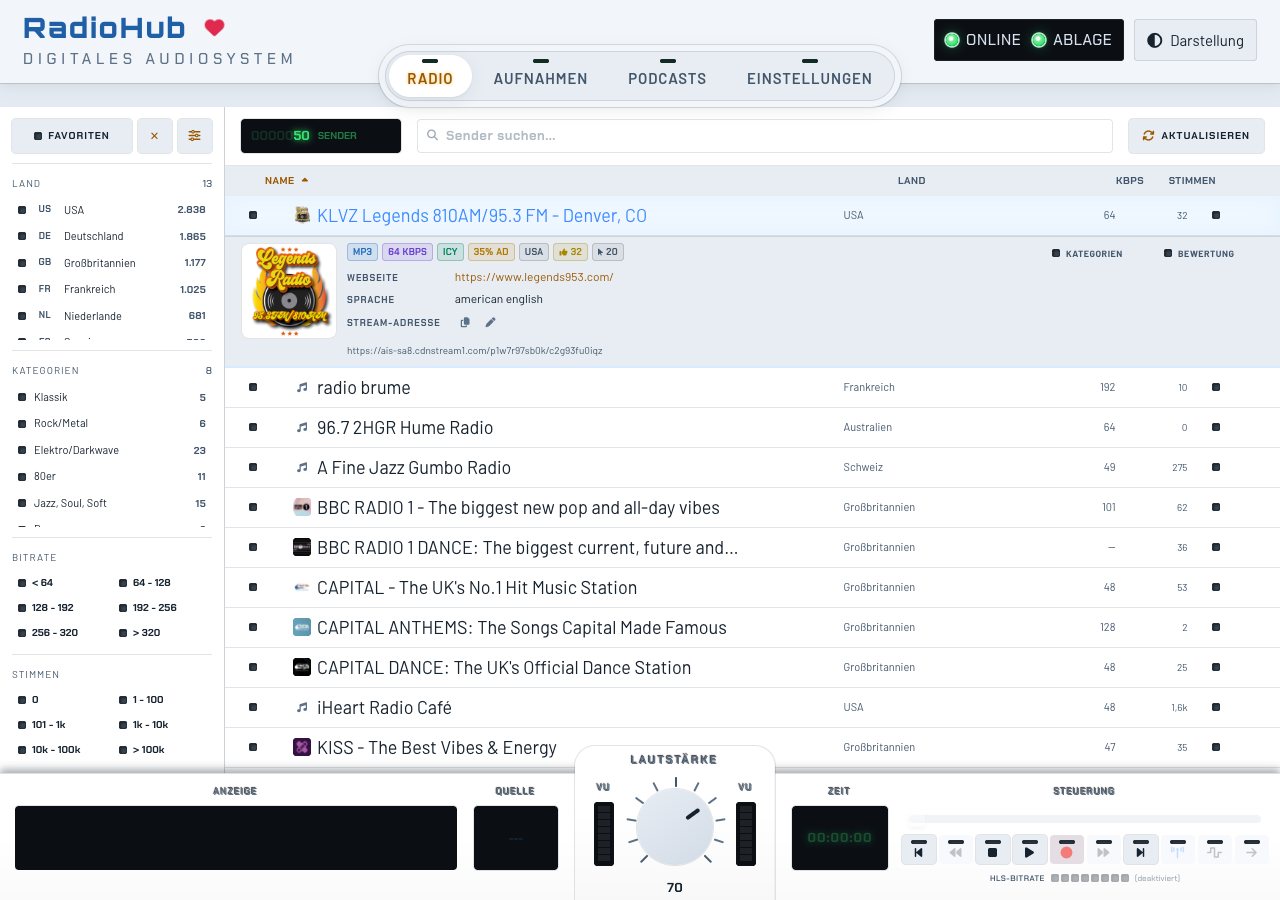 RadioHub
DIGITALES AUDIOSYSTEM
ONLINE ABLAGE
Darstellung
RADIO AUFNAHMEN PODCASTS EINSTELLUNGEN
FAVORITEN
×
0000050 SENDER
Sender suchen...
AKTUALISIEREN
LAND 13
US USA 2.838
DE Deutschland 1.865
GB Großbritannien 1.177
FR Frankreich 1.025
NL Niederlande 681
KATEGORIEN 8
Klassik 5
Rock/Metal 6
Elektro/Darkwave 23
80er 11
Jazz, Soul, Soft 15
BITRATE
< 64 64 - 128
128 - 192 192 - 256
256 - 320 > 320
STIMMEN
0 1 - 100
101 - 1k 1k - 10k
10k - 100k > 100k
NAME LAND KBPS STIMMEN
KLVZ Legends 810AM/95.3 FM - Denver, CO USA 64 32
Legends Radio
95.3FM/810AM
MP3 64 KBPS ICY 35% AD USA 32 20
KATEGORIEN BEWERTUNG
WEBSEITE https://www.legends953.com/
SPRACHE american english
STREAM-ADRESSE
https://ais-sa8.cdnstream1.com/p1w7r97sb0k/c2g93fu0iqz
radio brume Frankreich 192 10
96.7 2HGR Hume Radio Australien 64 0
A Fine Jazz Gumbo Radio Schweiz 49 275
BBC RADIO 1 - The biggest new pop and all-day vibes Großbritannien 101 62
BBC RADIO 1 DANCE: The biggest current, future and... Großbritannien — 36
CAPITAL - The UK's No.1 Hit Music Station Großbritannien 48 53
CAPITAL ANTHEMS: The Songs Capital Made Famous Großbritannien 128 2
CAPITAL DANCE: The UK's Official Dance Station Großbritannien 48 25
iHeart Radio Café USA 48 1,6k
KISS - The Best Vibes & Energy Großbritannien 47 35
ANZEIGE
QUELLE
---
LAUTSTÄRKE
VU VU
70
ZEIT
00:00:00
STEUERUNG
HLS-BITRATE (deaktiviert)